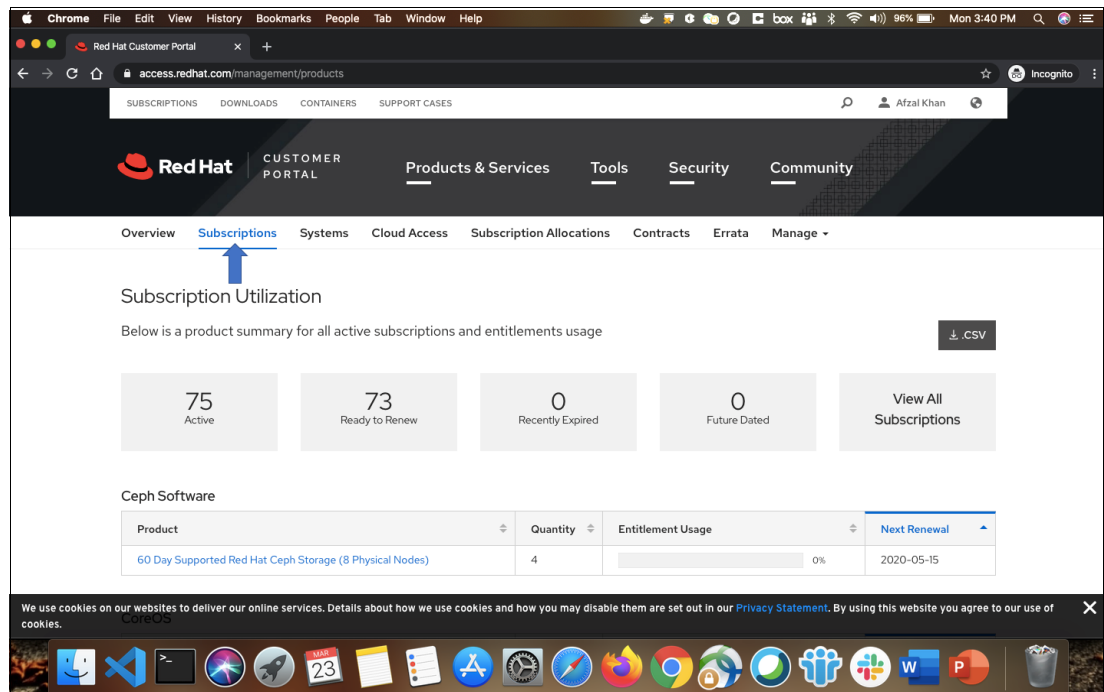 Chrome File Edit View History Bookmarks People Tab Window Help box 96% Mon 3:40 PM
Red Hat Customer Portal
access.redhat.com/management/products Incognito
SUBSCRIPTIONS DOWNLOADS CONTAINERS SUPPORT CASES Afzal Khan
Red Hat CUSTOMER PORTAL Products & Services Tools Security Community
Overview Subscriptions Systems Cloud Access Subscription Allocations Contracts Errata Manage
Subscription Utilization
Below is a product summary for all active subscriptions and entitlements usage
.CSV
75 73 0 0 View All
Active Ready to Renew Recently Expired Future Dated Subscriptions
Ceph Software
Product Quantity Entitlement Usage Next Renewal
60 Day Supported Red Hat Ceph Storage (8 Physical Nodes) 4 0% 2020-05-15
We use cookies on our websites to deliver our online services. Details about how we use cookies and how you may disable them are set out in our Privacy Statement. By using this website you agree to our use of
cookies.
CoreOS
MAR
23
W P